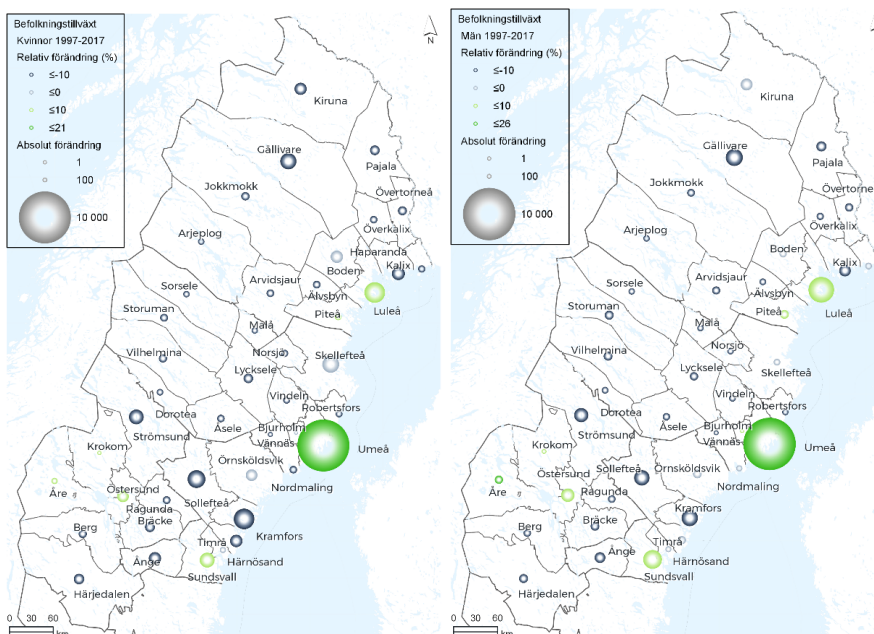 Befolkningstillväxt
Kvinnor 1997-2017
Relativ förändring (%)
≤-10
≤0
≤10
≤21
Absolut förändring
1
100
10 000
N
Kiruna
Gällivare
Pajala
Jokkmokk
Övertorneå
Överkalix
Arjeplog
Haparanda
Boden
Kalix
Arvidsjaur
Sorsele
Älvsbyn
Luleå
Storuman
Piteå
Malå
Vilhelmina
Norsjö
Skellefteå
Lycksele
Vindeln
Dorotea
Robertsfors
Åsele
Bjurholm
Strömsund
Vännäs
Umeå
Krokom
Örnsköldsvik
Åre
Östersund
Nordmaling
Ragunda
Sollefteå
Bräcke
Berg
Kramfors
Timrå
Ånge
Härnösand
Sundsvall
Härjedalen
0 30 60
km
Befolkningstillväxt
Män 1997-2017
Relativ förändring (%)
≤-10
≤0
≤10
≤26
Absolut förändring
1
100
10 000
N
Kiruna
Gällivare
Pajala
Jokkmokk
Övertorneå
Överkalix
Arjeplog
Boden
Kalix
Arvidsjaur
Sorsele
Älvsbyn
Luleå
Storuman
Piteå
Malå
Vilhelmina
Norsjö
Skellefteå
Lycksele
Vindeln
Dorotea
Robertsfors
Åsele
Bjurholm
Strömsund
Vännäs
Umeå
Krokom
Sollefteå
Örnsköldsvik
Östersund
Åre
Nordmaling
Ragunda
Kramfors
Bräcke
Berg
Timrå
Ånge
Härnösand
Sundsvall
Härjedalen
0 30 60
km